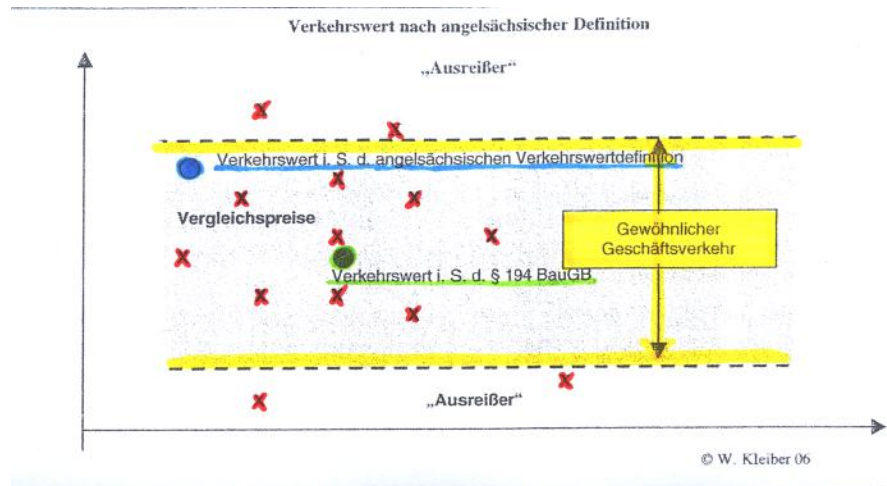 Verkehrswert nach angelsächsischer Definition
„Ausreißer“
Verkehrswert i. S. d. angelsächsischen Verkehrswertdefinition
Vergleichspreise
Gewöhnlicher
Geschäftsverkehr
Verkehrswert i. S. d. § 194 BauGB
„Ausreißer“
© W. Kleiber 06